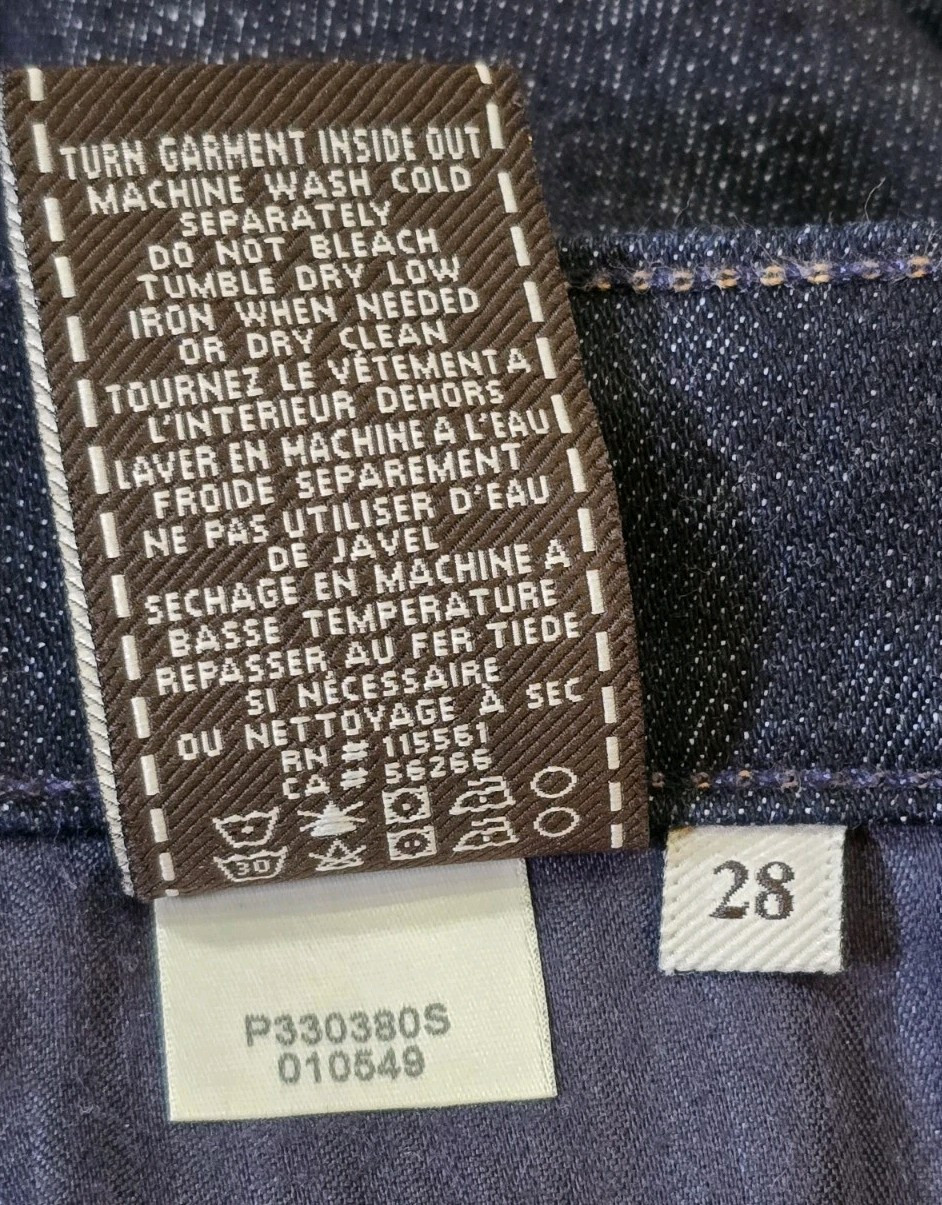 TURN GARMENT INSIDE OUT
MACHINE WASH COLD
SEPARATELY
DO NOT BLEACH
TUMBLE DRY LOW
IRON WHEN NEEDED
OR DRY CLEAN
TOURNEZ LE VÊTEMENT A
L'INTERIEUR DEHORS
LAVER EN MACHINE A L'EAU
FROIDE SEPAREMENT
NE PAS UTILISER D'EAU
DE JAVEL
SECHAGE EN MACHINE A
BASSE TEMPERATURE
REPASSER AU FER TIEDE
SI NÉCESSAIRE
OU NETTOYAGE À SEC
RN # 115561
CA # 56266
30
28
P330380S
010549